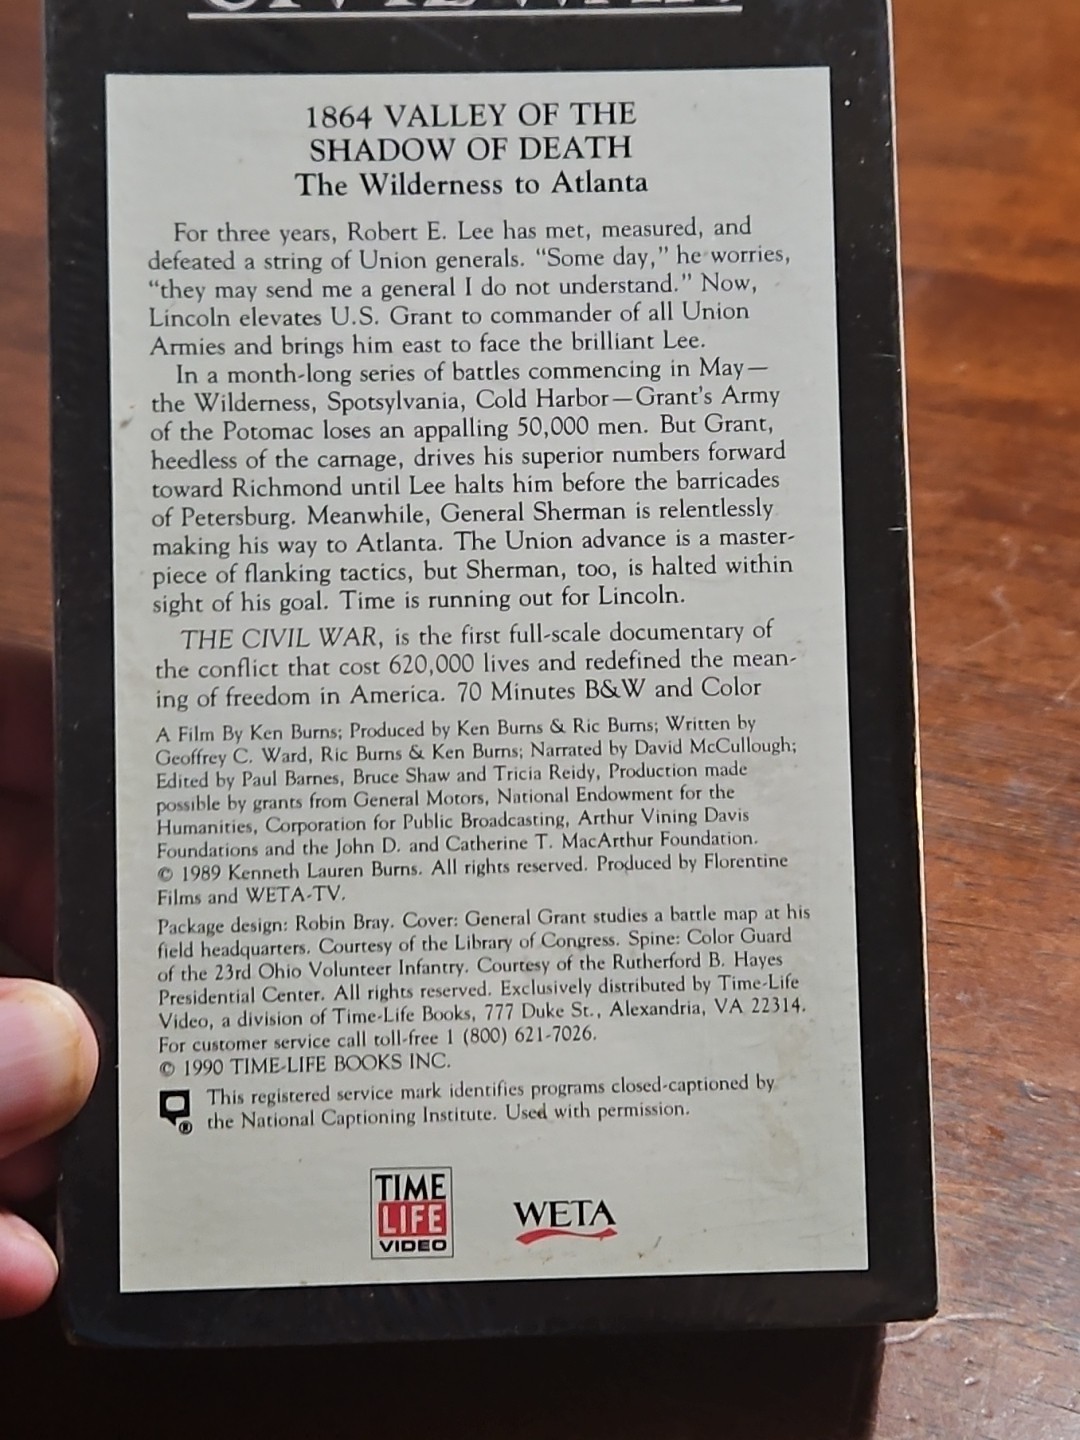 1864 VALLEY OF THE
SHADOW OF DEATH
The Wilderness to Atlanta
For three years, Robert E. Lee has met, measured, and
defeated a string of Union generals. “Some day,” he worries,
“they may send me a general I do not understand.” Now,
Lincoln elevates U.S. Grant to commander of all Union
Armies and brings him east to face the brilliant Lee.
In a month-long series of battles commencing in May—
the Wilderness, Spotsylvania, Cold Harbor—Grant's Army
of the Potomac loses an appalling 50,000 men. But Grant,
heedless of the carnage, drives his superior numbers forward
toward Richmond until Lee halts him before the barricades
of Petersburg. Meanwhile, General Sherman is relentlessly
making his way to Atlanta. The Union advance is a master-
piece of flanking tactics, but Sherman, too, is halted within
sight of his goal. Time is running out for Lincoln.
THE CIVIL WAR, is the first full-scale documentary of
the conflict that cost 620,000 lives and redefined the mean-
ing of freedom in America. 70 Minutes B&W and Color
A Film By Ken Burns; Produced by Ken Burns & Ric Burns; Written by
Geoffrey C. Ward, Ric Burns & Ken Burns; Narrated by David McCullough;
Edited by Paul Barnes, Bruce Shaw and Tricia Reidy, Production made
possible by grants from General Motors, National Endowment for the
Humanities, Corporation for Public Broadcasting, Arthur Vining Davis
Foundations and the John D. and Catherine T. MacArthur Foundation.
© 1989 Kenneth Lauren Burns. All rights reserved. Produced by Florentine
Films and WETA-TV.
Package design: Robin Bray. Cover: General Grant studies a battle map at his
field headquarters. Courtesy of the Library of Congress. Spine: Color Guard
of the 23rd Ohio Volunteer Infantry. Courtesy of the Rutherford B. Hayes
Presidential Center. All rights reserved. Exclusively distributed by Time-Life
Video, a division of Time-Life Books, 777 Duke St., Alexandria, VA 22314.
For customer service call toll-free 1 (800) 621-7026.
© 1990 TIME-LIFE BOOKS INC.
This registered service mark identifies programs closed-captioned by
® the National Captioning Institute. Used with permission.
TIME
LIFE
VIDEO
WETA